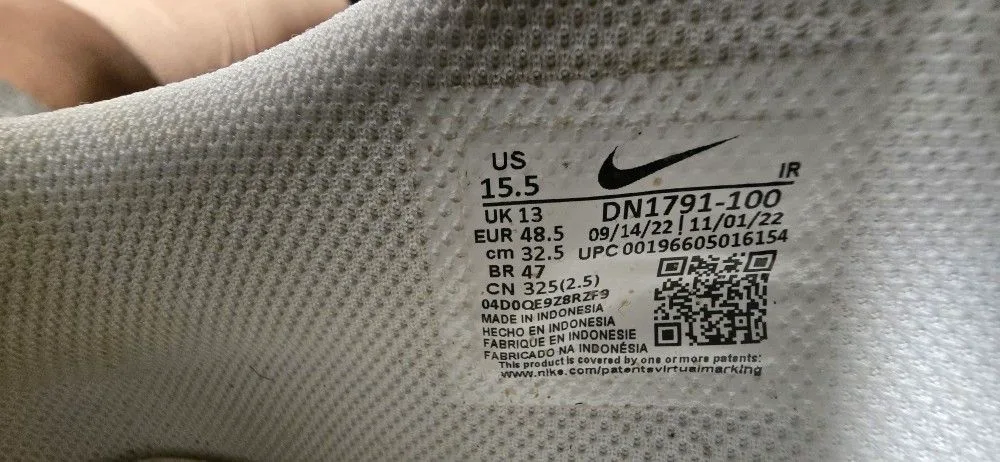 US
15.5
IR
UK 13
DN1791-100
EUR 48.5
09/14/22 | 11/01/22
cm 32.5
UPC 00196605016154
BR 47
CN 325(2.5)
04D0QE9Z8RZF9
MADE IN INDONESIA
HECHO EN INDONESIA
FABRIQUE EN INDONESIE
FABRICADO NA INDONÉSIA
This product is covered by one or more patents:
www.nike.com/patentsvirtualmarking